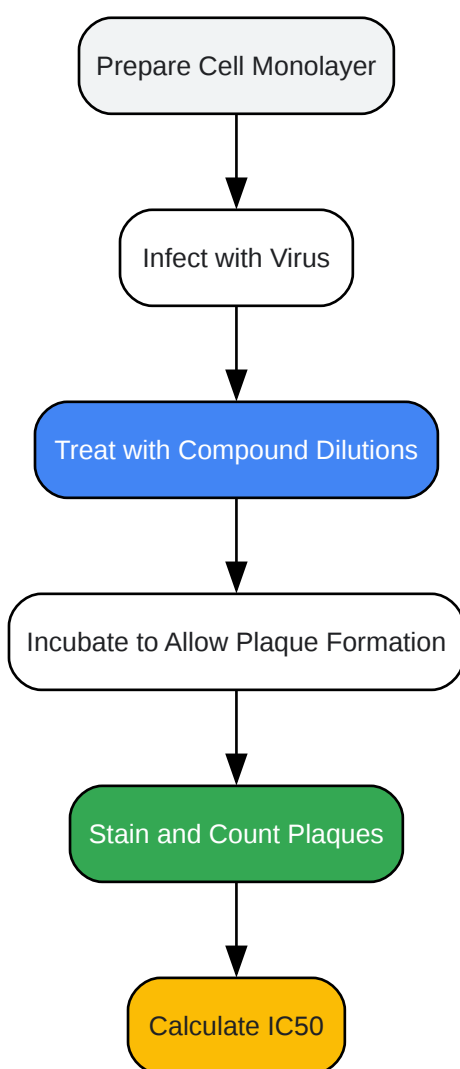 Prepare Cell Monolayer
Infect with Virus
Treat with Compound Dilutions
Incubate to Allow Plaque Formation
Stain and Count Plaques
Calculate IC50